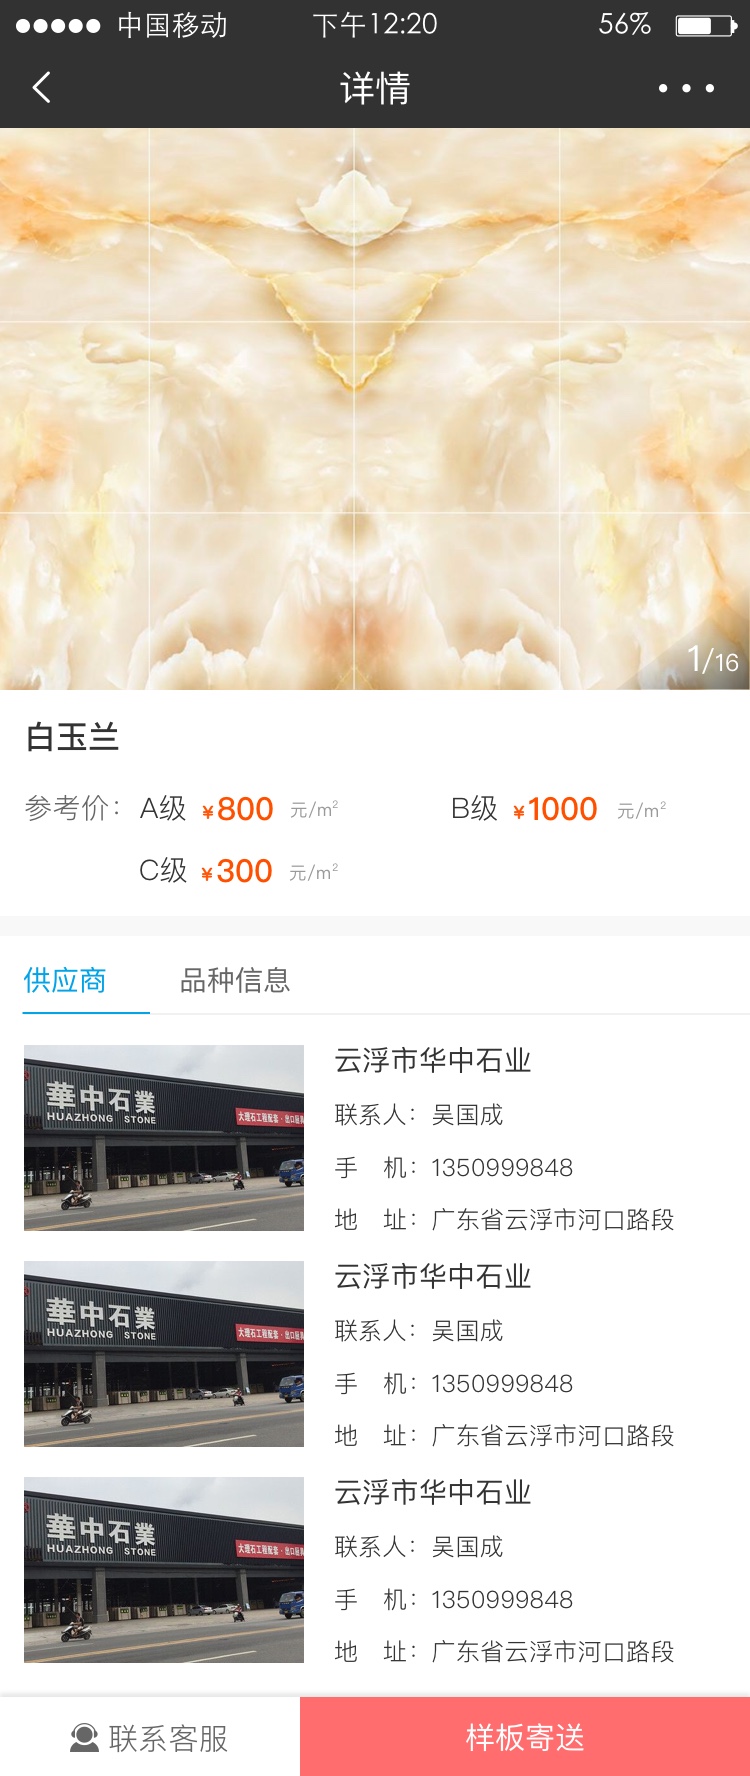 中国移动 下午12:20 56%
详情
1/16
白玉兰
参考价： A级 ¥800 元/m² B级 ¥1000 元/m²
C级 ¥300 元/m²
供应商 品种信息
華中石業
HUAZHONG STONE
大理石工程配套·出口
云浮市华中石业
联系人：吴国成
手 机：1350999848
地 址：广东省云浮市河口路段
華中石業
HUAZHONG STONE
大理石工程配套·出口
云浮市华中石业
联系人：吴国成
手 机：1350999848
地 址：广东省云浮市河口路段
華中石業
HUAZHONG STONE
大理石工程配套·出口
云浮市华中石业
联系人：吴国成
手 机：1350999848
地 址：广东省云浮市河口路段
联系客服 样板寄送